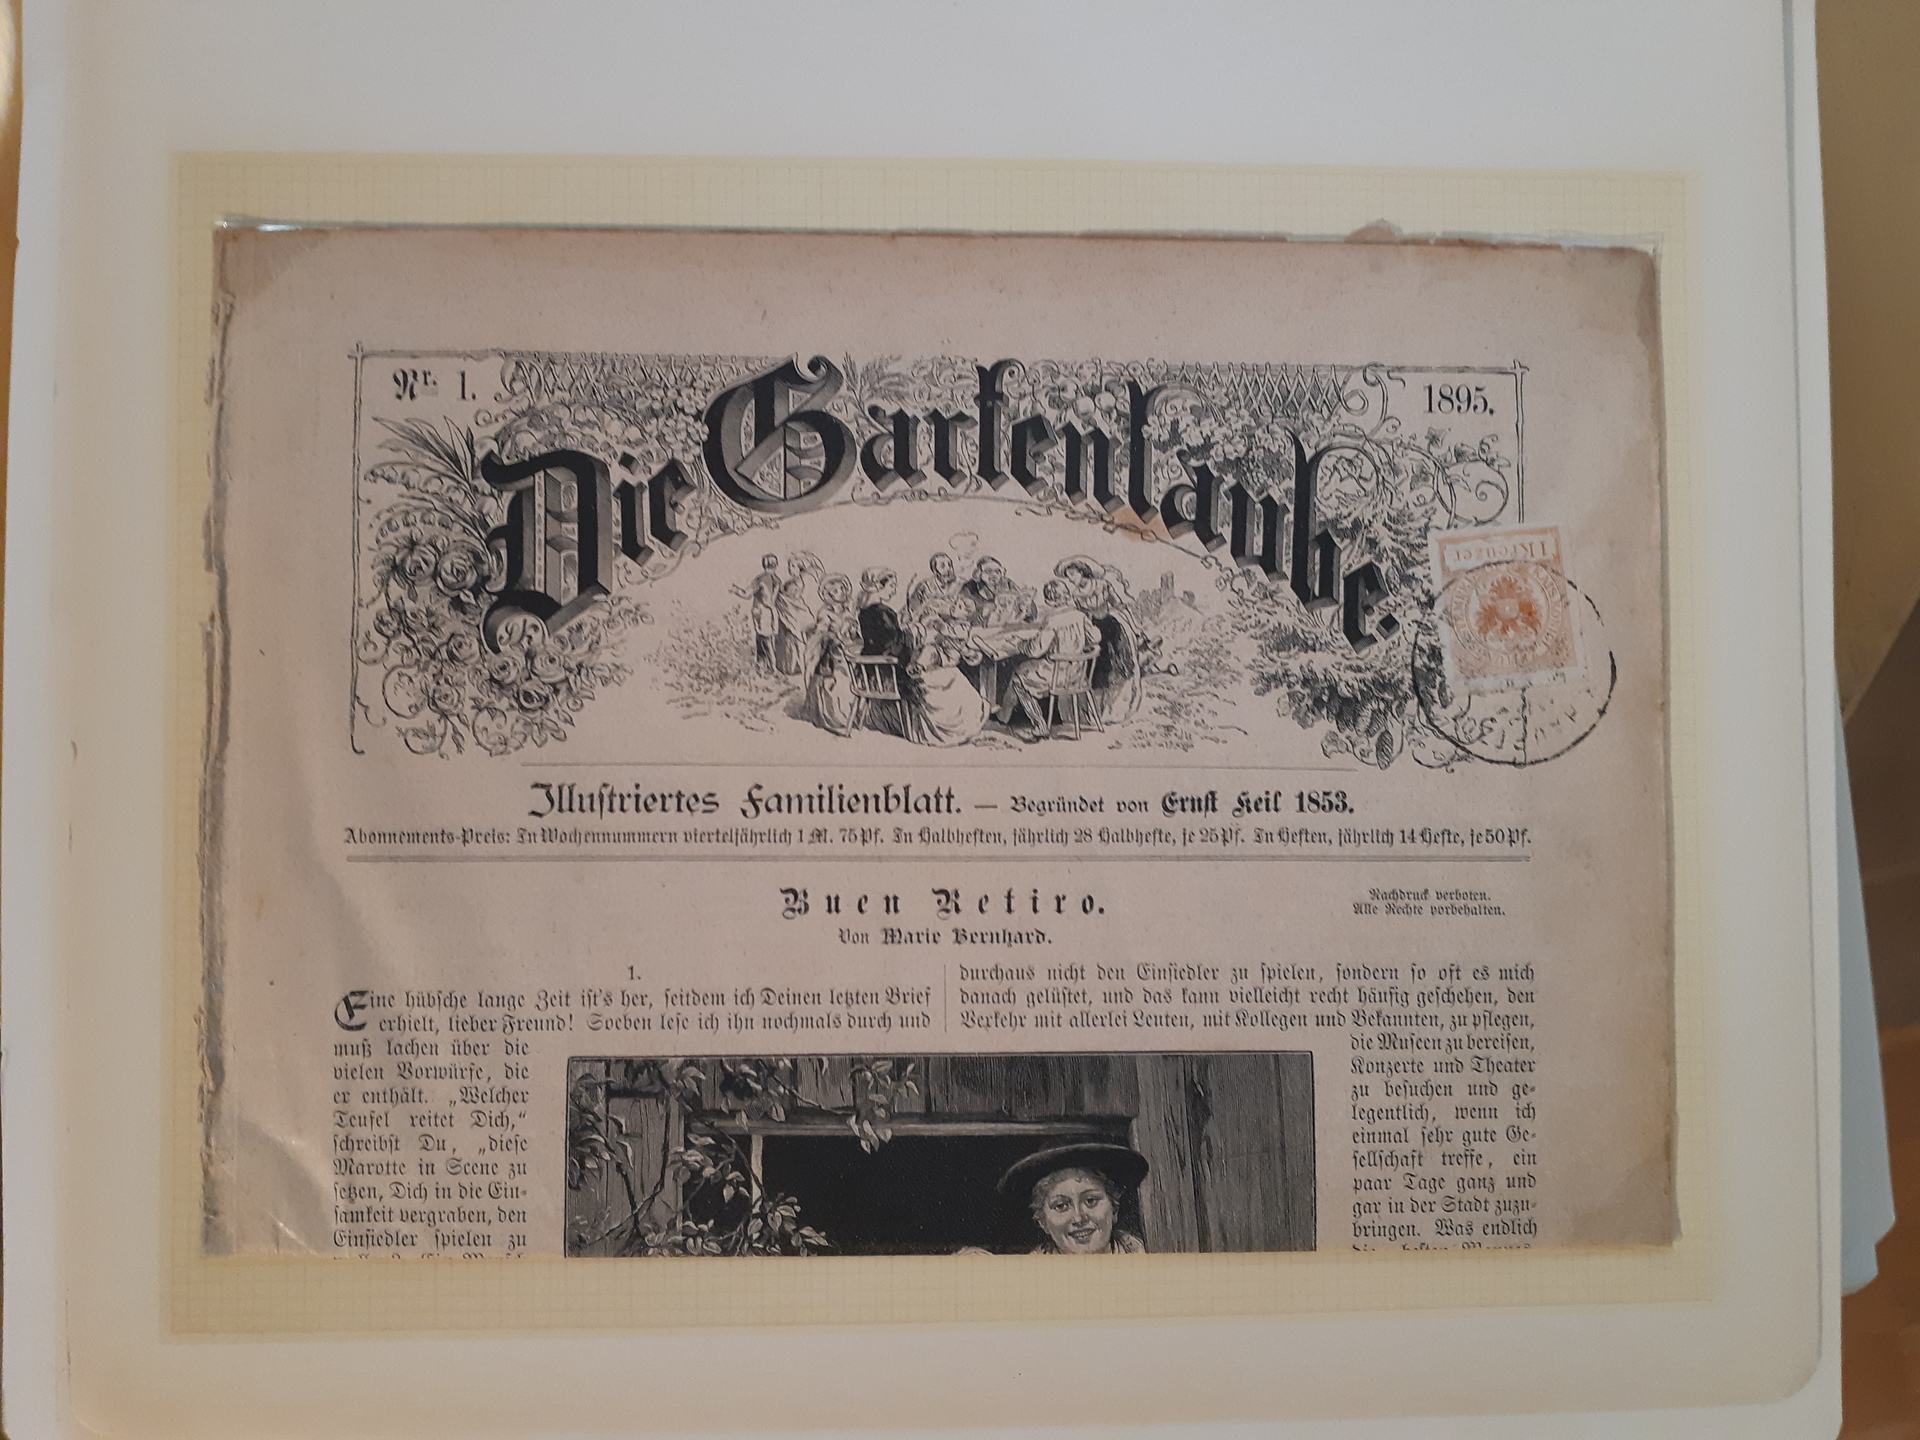 Nr. 1.
1895.
Die Gartenlaube.
1 Kreuzer
Illustriertes Familienblatt. — Begründet von Ernst Keil 1853.
Abonnements-Preis: In Wochennummern vierteljährlich 1 M. 75 Pf. In Halbheften, jährlich 28 Halbhefte, je 25 Pf. In Heften, jährlich 14 Hefte, je 50 Pf.
Buen Retiro.
Nachdruck verboten.
Alle Rechte vorbehalten.
Von Marie Bernhard.
1.
Eine hübsche lange Zeit ist's her, seitdem ich Deinen letzten Brief
erhielt, lieber Freund! Soeben lese ich ihn nochmals durch und
muß lachen über die
vielen Vorwürfe, die
er enthält. „Welcher
Teufel reitet Dich,“
schreibst Du, „diese
Marotte in Scene zu
setzen, Dich in die Ein-
samkeit vergraben, den
Einsiedler spielen zu
durchaus nicht den Einsiedler zu spielen, sondern so oft es mich
danach gelüstet, und das kann vielleicht recht häufig geschehen, den
Verkehr mit allerlei Leuten, mit Kollegen und Bekannten, zu pflegen,
die Museen zu bereisen,
Konzerte und Theater
zu besuchen und ge-
legentlich, wenn ich
einmal sehr gute Ge-
sellschaft treffe, ein
paar Tage ganz und
gar in der Stadt zuzu-
bringen. Was endlich